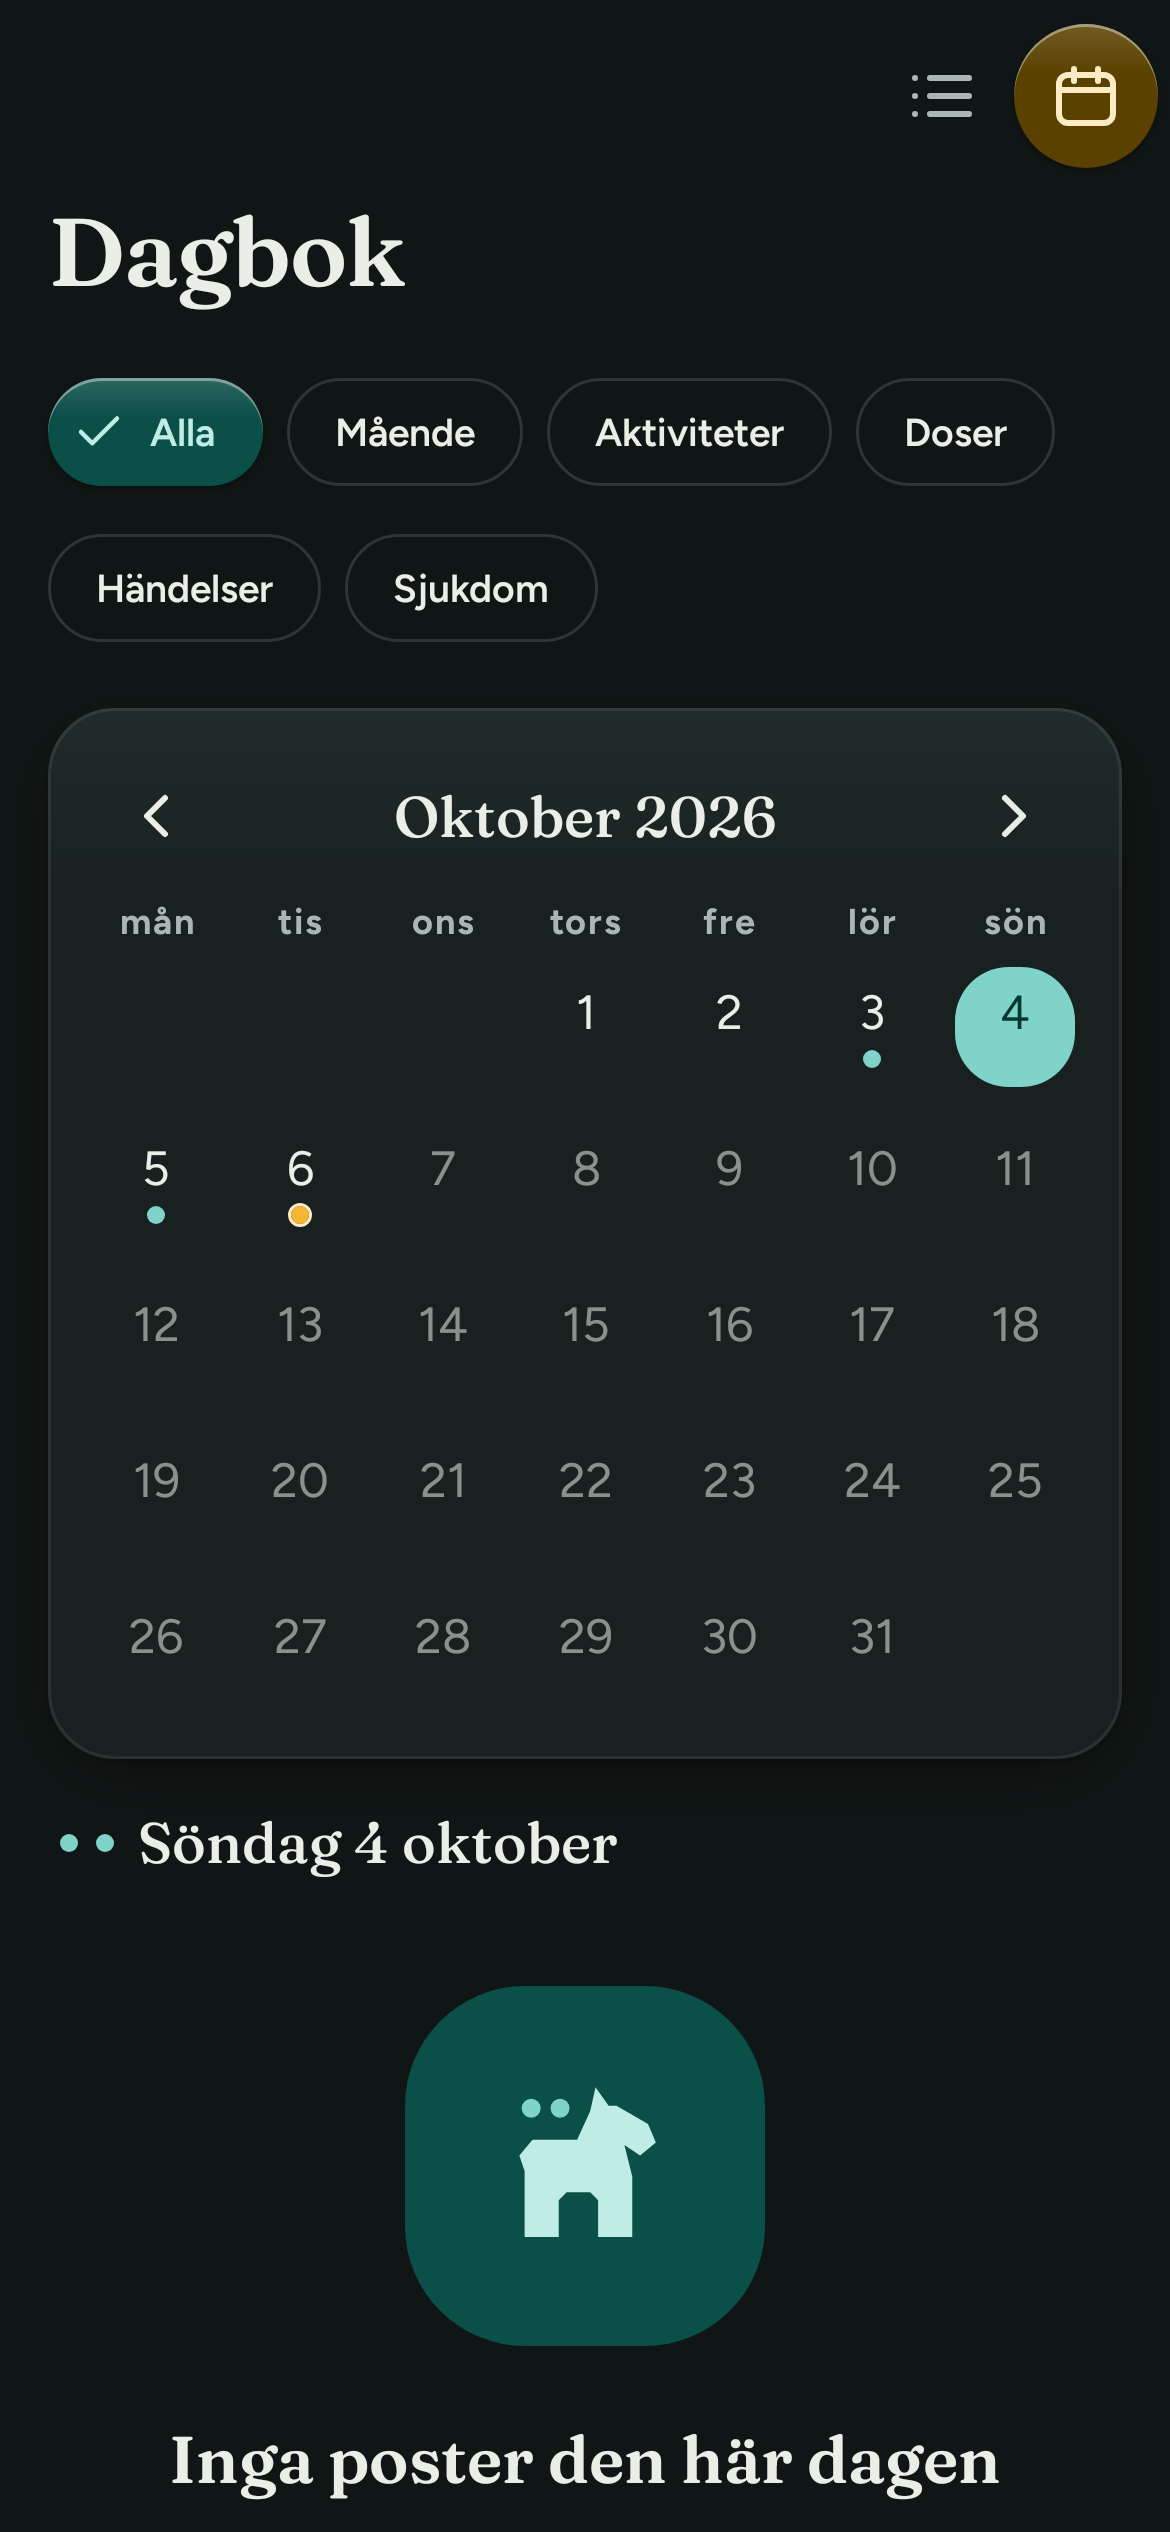 Dagbok
Alla Mående Aktiviteter Doser
Händelser Sjukdom
Oktober 2026
mån tis ons tors fre lör sön
1 2 3 4
5 6 7 8 9 10 11
12 13 14 15 16 17 18
19 20 21 22 23 24 25
26 27 28 29 30 31
Söndag 4 oktober
Inga poster den här dagen